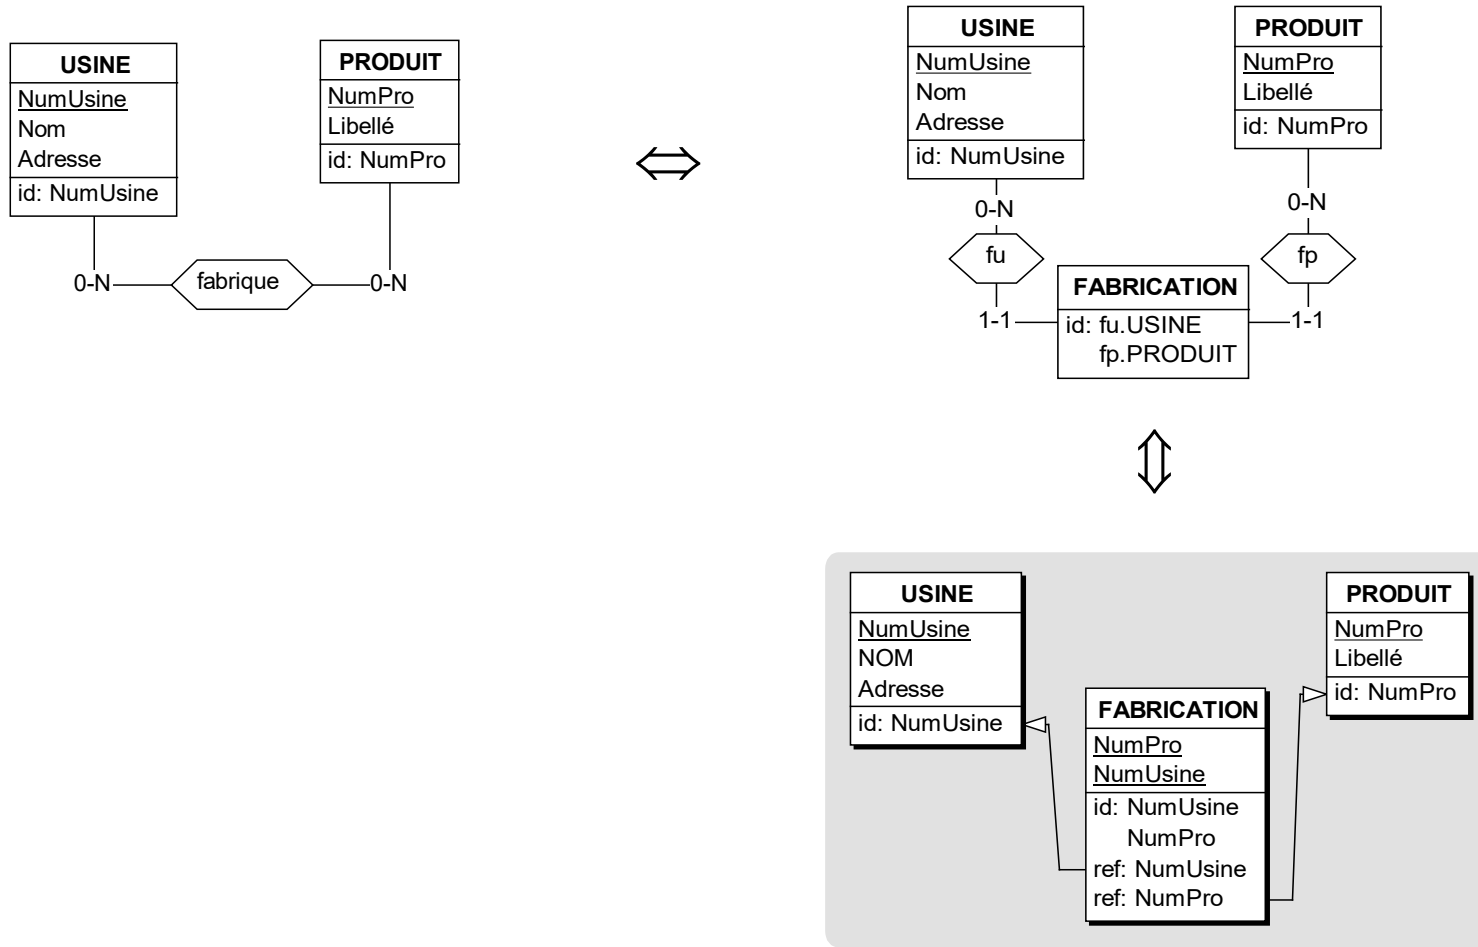 USINE
NumUsine
Nom
Adresse
id: NumUsine
PRODUIT
NumPro
Libellé
id: NumPro
0-N
fabrique
0-N
USINE
NumUsine
Nom
Adresse
id: NumUsine
PRODUIT
NumPro
Libellé
id: NumPro
0-N
0-N
fu
fp
FABRICATION
1-1
id: fu.USINE
fp.PRODUIT
1-1
USINE
NumUsine
NOM
Adresse
id: NumUsine
PRODUIT
NumPro
Libellé
id: NumPro
FABRICATION
NumPro
NumUsine
id: NumUsine
NumPro
ref: NumUsine
ref: NumPro